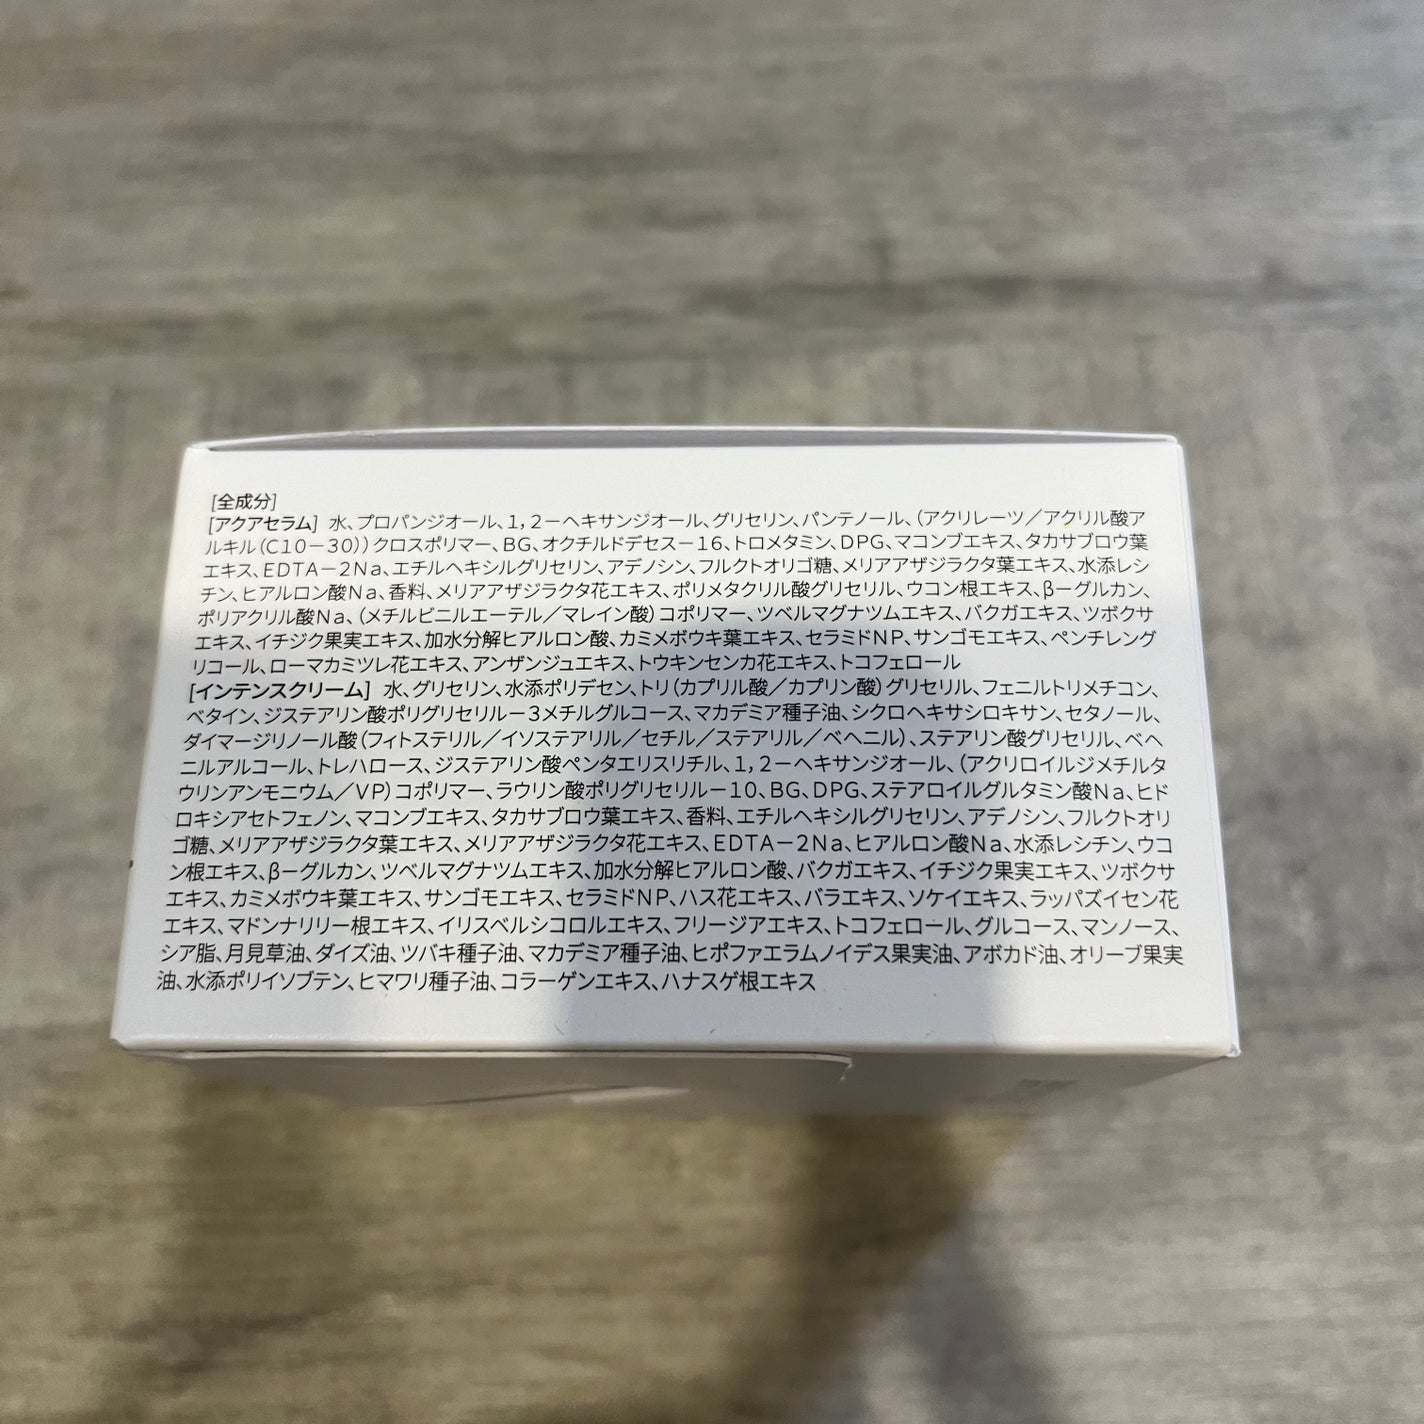 [全成分]
[アクアセラム] 水、プロパンジオール、1,2－ヘキサンジオール、グリセリン、パンテノール、(アクリレーツ／アクリル酸ア
ルキル(C10－30))クロスポリマー、BG、オクチルドデセス－16、トロメタミン、DPG、マコンブエキス、タカサブロウ葉
エキス、EDTA－2Na、エチルヘキシルグリセリン、アデノシン、フルクトオリゴ糖、メリアアザジラクタ葉エキス、水添レシ
チン、ヒアルロン酸Na、香料、メリアアザジラクタ花エキス、ポリメタクリル酸グリセリル、ウコン根エキス、β－グルカン、
ポリアクリル酸Na、(メチルビニルエーテル／マレイン酸)コポリマー、ツベルマグナツムエキス、バクガエキス、ツボクサ
エキス、イチジク果実エキス、加水分解ヒアルロン酸、カミメボウキ葉エキス、セラミドNP、サンゴモエキス、ペンチレング
リコール、ローマカミツレ花エキス、アンザンジュエキス、トウキンセンカ花エキス、トコフェロール
[インテンスクリーム] 水、グリセリン、水添ポリデセン、トリ(カプリル酸／カプリン酸)グリセリル、フェニルトリメチコン、
ベタイン、ジステアリン酸ポリグリセリル－3メチルグルコース、マカデミア種子油、シクロヘキサシロキサン、セタノール、
ダイマージリノール酸(フィトステリル／イソステアリル／セチル／ステアリル／ベヘニル)、ステアリン酸グリセリル、ベヘ
ニルアルコール、トレハロース、ジステアリン酸ペンタエリスリチル、1,2－ヘキサンジオール、(アクリロイルジメチルタ
ウリンアンモニウム／VP)コポリマー、ラウリン酸ポリグリセリル－10、BG、DPG、ステアロイルグルタミン酸Na、ヒド
ロキシアセトフェノン、マコンブエキス、タカサブロウ葉エキス、香料、エチルヘキシルグリセリン、アデノシン、フルクトオリ
ゴ糖、メリアアザジラクタ葉エキス、メリアアザジラクタ花エキス、EDTA－2Na、ヒアルロン酸Na、水添レシチン、ウコ
ン根エキス、β－グルカン、ツベルマグナツムエキス、加水分解ヒアルロン酸、バクガエキス、イチジク果実エキス、ツボクサ
エキス、カミメボウキ葉エキス、サンゴモエキス、セラミドNP、ハス花エキス、バラエキス、ソケイエキス、ラッパズイセン花
エキス、マドンナリリー根エキス、イリスベルシコロルエキス、フリージアエキス、トコフェロール、グルコース、マンノース、
シア脂、月見草油、ダイズ油、ツバキ種子油、マカデミア種子油、ヒポファエラムノイデス果実油、アボカド油、オリーブ果実
油、水添ポリイソブテン、ヒマワリ種子油、コラーゲンエキス、ハナスゲ根エキス